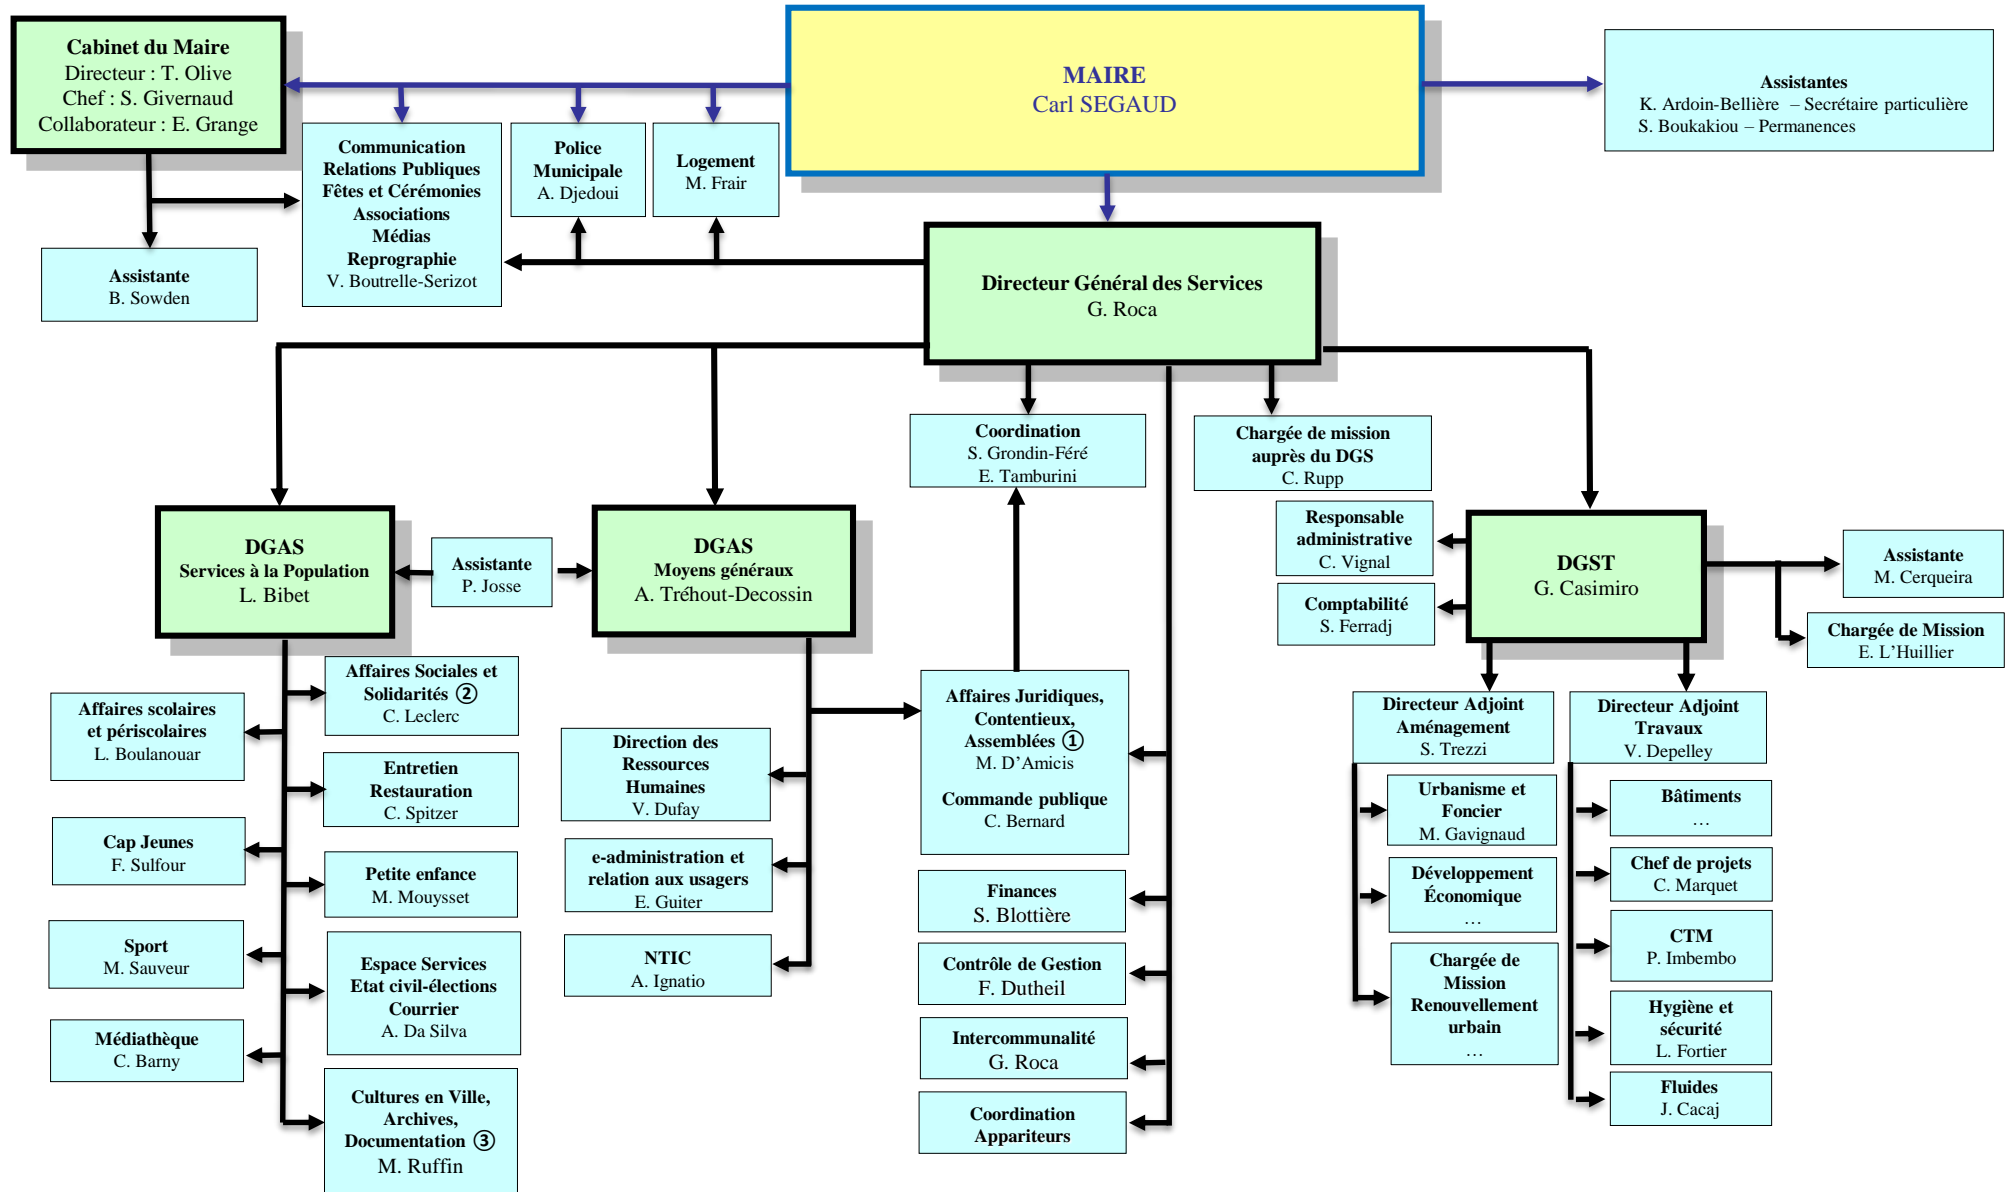 Cabinet du Maire
Directeur : T. Olive
Chef : S. Givernaud
Collaborateur : E. Grange
MAIRE
Carl SEGAUD
Assistantes
K. Ardoin-Bellière – Secrétaire particulière
S. Boukakiou – Permanences
Communication
Relations Publiques
Fêtes et Cérémonies
Associations
Médias
Reprographie
V. Boutrelle-Serizot
Police
Municipale
A. Djedoui
Logement
M. Frair
Assistante
B. Sowden
Directeur Général des Services
G. Roca
Coordination
S. Grondin-Féré
E. Tamburini
Chargée de mission
auprès du DGS
C. Rupp
DGAS
Services à la Population
L. Bibet
Assistante
P. Josse
DGAS
Moyens généraux
A. Tréhout-Decossin
Responsable
administrative
C. Vignal
Comptabilité
S. Ferradj
DGST
G. Casimiro
Assistante
M. Cerqueira
Chargée de Mission
E. L’Huillier
Affaires scolaires
et périscolaires
L. Boulanouar
Cap Jeunes
F. Sulfour
Sport
M. Sauveur
Médiathèque
C. Barny
Affaires Sociales et
Solidarités ②
C. Leclerc
Entretien
Restauration
C. Spitzer
Petite enfance
M. Mouysset
Espace Services
Etat civil-élections
Courrier
A. Da Silva
Cultures en Ville,
Archives,
Documentation ③
M. Ruffin
Direction des
Ressources
Humaines
V. Dufay
e-administration et
relation aux usagers
E. Guiter
NTIC
A. Ignatio
Affaires Juridiques,
Contentieux,
Assemblées ①
M. D’Amicis
Commande publique
C. Bernard
Finances
S. Blottière
Contrôle de Gestion
F. Dutheil
Intercommunalité
G. Roca
Coordination
Appariteurs
Directeur Adjoint
Aménagement
S. Trezzi
Urbanisme et
Foncier
M. Gavignaud
Développement
Économique
…
Chargée de
Mission
Renouvellement
urbain
…
Directeur Adjoint
Travaux
V. Depelley
Bâtiments
…
Chef de projets
C. Marquet
CTM
P. Imbembo
Hygiène et
sécurité
L. Fortier
Fluides
J. Cacaj